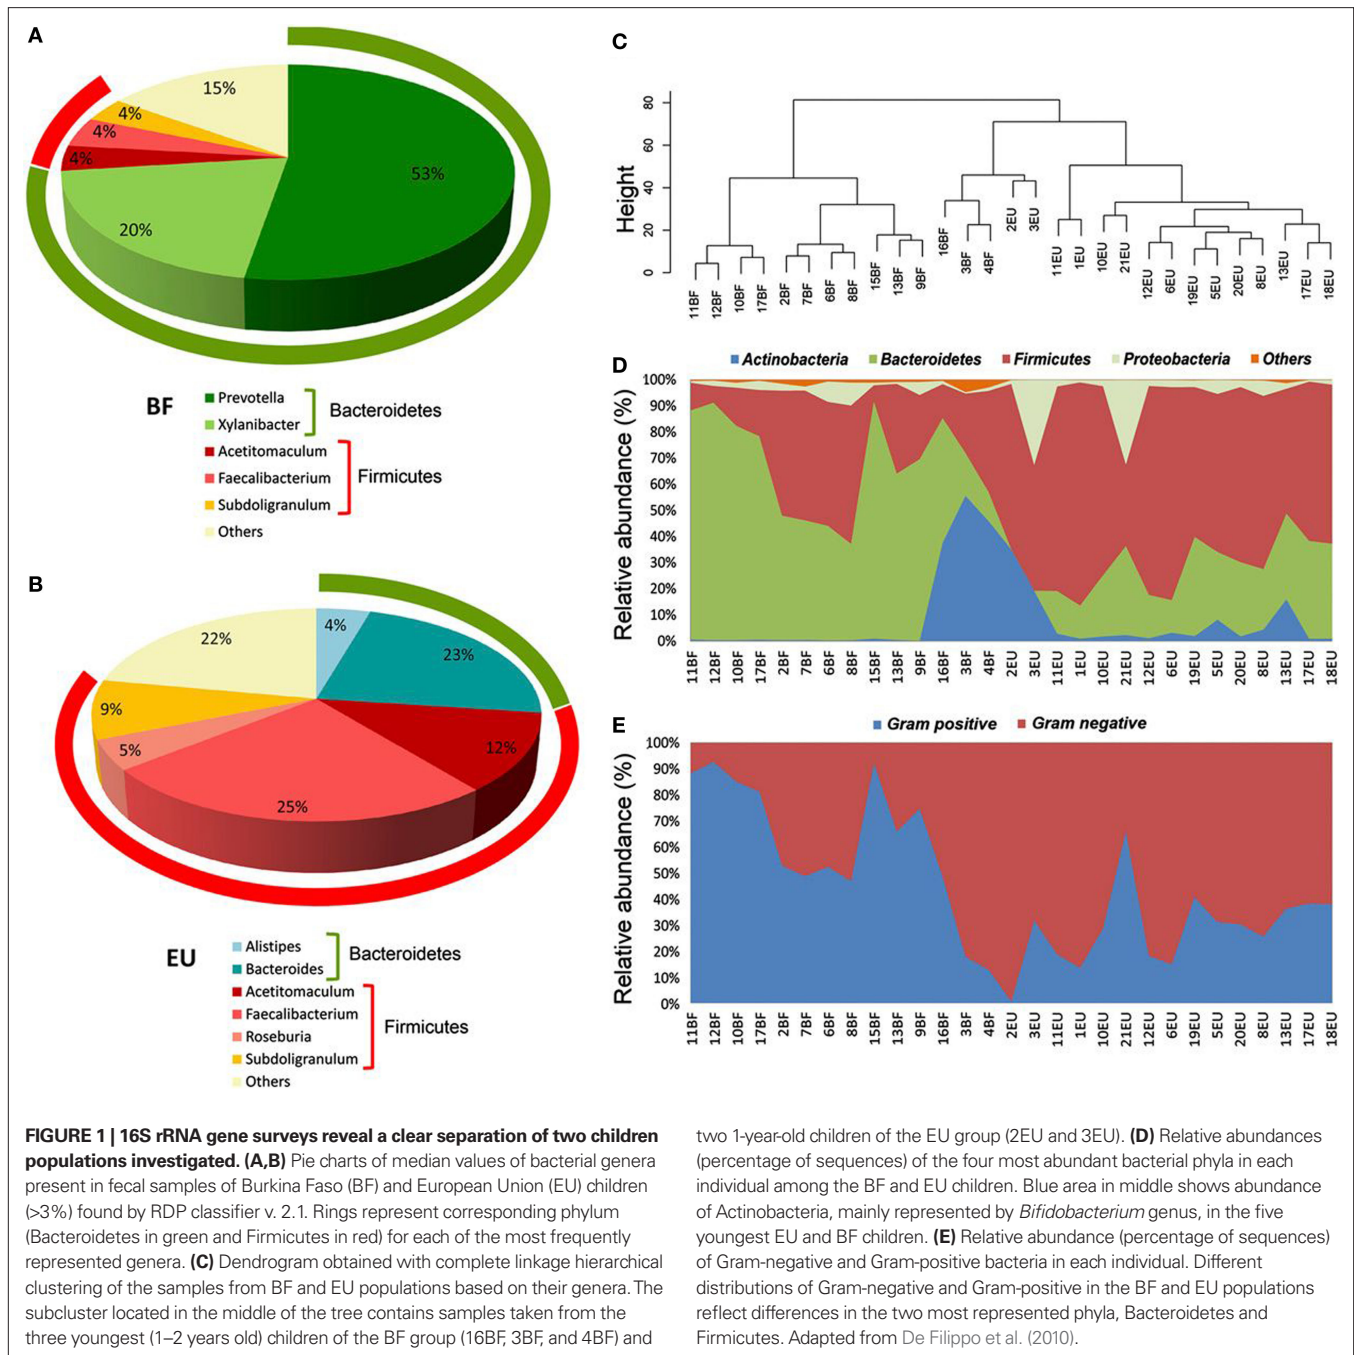 A
15%
4%
4%
4%
53%
20%
BF
Prevotella
Xylanibacter
Bacteroidetes
Acetitomaculum
Faecalibacterium
Subdoligranulum
Firmicutes
Others
B
4%
22%
23%
9%
5%
12%
25%
EU
Alistipes
Bacteroides
Bacteroidetes
Acetitomaculum
Faecalibacterium
Roseburia
Subdoligranulum
Firmicutes
Others
C
Height
80
60
40
20
0
11BF
12BF
10BF
17BF
2BF
7BF
6BF
8BF
15BF
13BF
9BF
16BF
3BF
4BF
2EU
3EU
11EU
1EU
10EU
21EU
12EU
6EU
19EU
5EU
20EU
8EU
13EU
17EU
18EU
D
Actinobacteria Bacteroidetes Firmicutes Proteobacteria Others
Relative abundance (%)
100%
90%
80%
70%
60%
50%
40%
30%
20%
10%
0%
11BF 12BF 10BF 17BF 2BF 7BF 6BF 8BF 15BF 13BF 9BF 16BF 3BF 4BF 2EU 3EU 11EU 1EU 10EU 21EU 12EU 6EU 19EU 5EU 20EU 8EU 13EU 17EU 18EU
E
Gram positive Gram negative
Relative abundance (%)
100%
90%
80%
70%
60%
50%
40%
30%
20%
10%
0%
11BF 12BF 10BF 17BF 2BF 7BF 6BF 8BF 15BF 13BF 9BF 16BF 3BF 4BF 2EU 3EU 11EU 1EU 10EU 21EU 12EU 6EU 19EU 5EU 20EU 8EU 13EU 17EU 18EU
FIGURE 1 | 16S rRNA gene surveys reveal a clear separation of two children
populations investigated. (A,B) Pie charts of median values of bacterial genera
present in fecal samples of Burkina Faso (BF) and European Union (EU) children
(>3%) found by RDP classifier v. 2.1. Rings represent corresponding phylum
(Bacteroidetes in green and Firmicutes in red) for each of the most frequently
represented genera. (C) Dendrogram obtained with complete linkage hierarchical
clustering of the samples from BF and EU populations based on their genera. The
subcluster located in the middle of the tree contains samples taken from the
three youngest (1–2 years old) children of the BF group (16BF, 3BF, and 4BF) and
two 1-year-old children of the EU group (2EU and 3EU). (D) Relative abundances
(percentage of sequences) of the four most abundant bacterial phyla in each
individual among the BF and EU children. Blue area in middle shows abundance
of Actinobacteria, mainly represented by Bifidobacterium genus, in the five
youngest EU and BF children. (E) Relative abundance (percentage of sequences)
of Gram-negative and Gram-positive bacteria in each individual. Different
distributions of Gram-negative and Gram-positive in the BF and EU populations
reflect differences in the two most represented phyla, Bacteroidetes and
Firmicutes. Adapted from De Filippo et al. (2010).